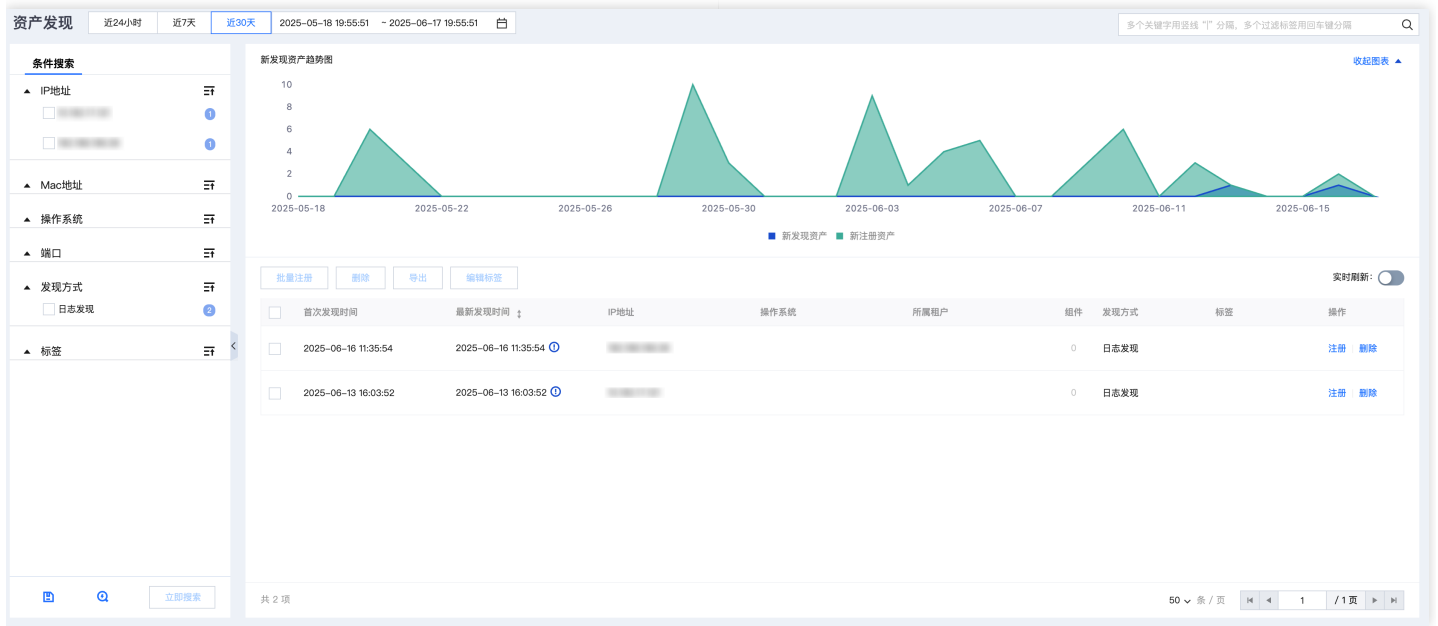 资产发现 近24小时 近7天 近30天 2025-05-18 19:55:51 ~ 2025-06-17 19:55:51 多个关键字用竖线 "|" 分隔，多个过滤标签用回车键分隔
条件搜索
IP地址
1
1
Mac地址
操作系统
端口
发现方式
日志发现 2
标签
立即搜索
新发现资产趋势图 收起图表
10
8
6
4
2
0
2025-05-18 2025-05-22 2025-05-26 2025-05-30 2025-06-03 2025-06-07 2025-06-11 2025-06-15
新发现资产 新注册资产
批量注册 删除 导出 编辑标签 实时刷新：
首次发现时间 最新发现时间 IP地址 操作系统 所属租户 组件 发现方式 标签 操作
2025-06-16 11:35:54 2025-06-16 11:35:54 0 日志发现 注册 删除
2025-06-13 16:03:52 2025-06-13 16:03:52 0 日志发现 注册 删除
共 2 项 50 条 / 页 1 / 1 页